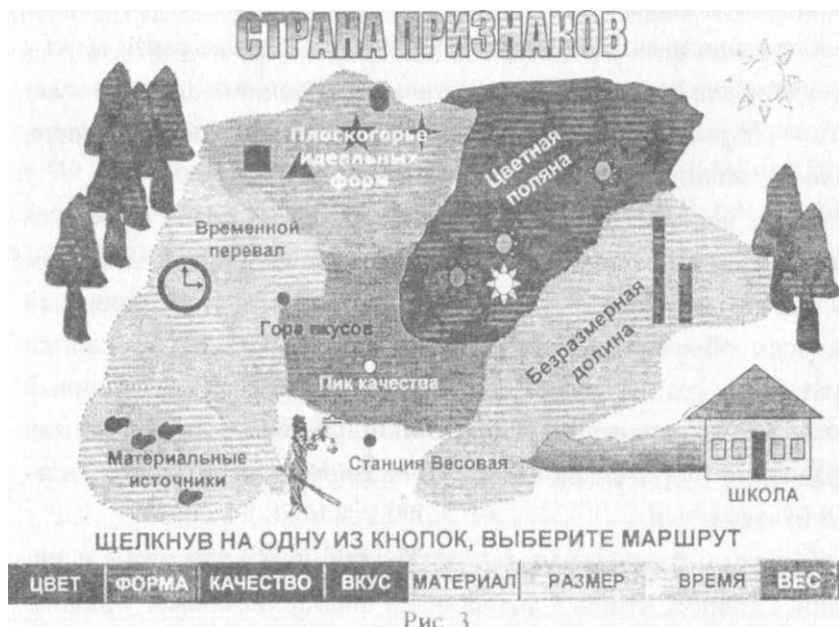 СТРАНА ПРИЗНАКОВ
Плоскогорье
идеальных
форм
Цветная
поляна
Временной
перевал
Гора вкусов
Безразмерная
долина
Пик качества
Материальные
источники
Станция Весовая
ШКОЛА
ЩЕЛКНУВ НА ОДНУ ИЗ КНОПОК, ВЫБЕРИТЕ МАРШРУТ
ЦВЕТ ФОРМА КАЧЕСТВО ВКУС МАТЕРИАЛ РАЗМЕР ВРЕМЯ ВЕС
Рис. 3